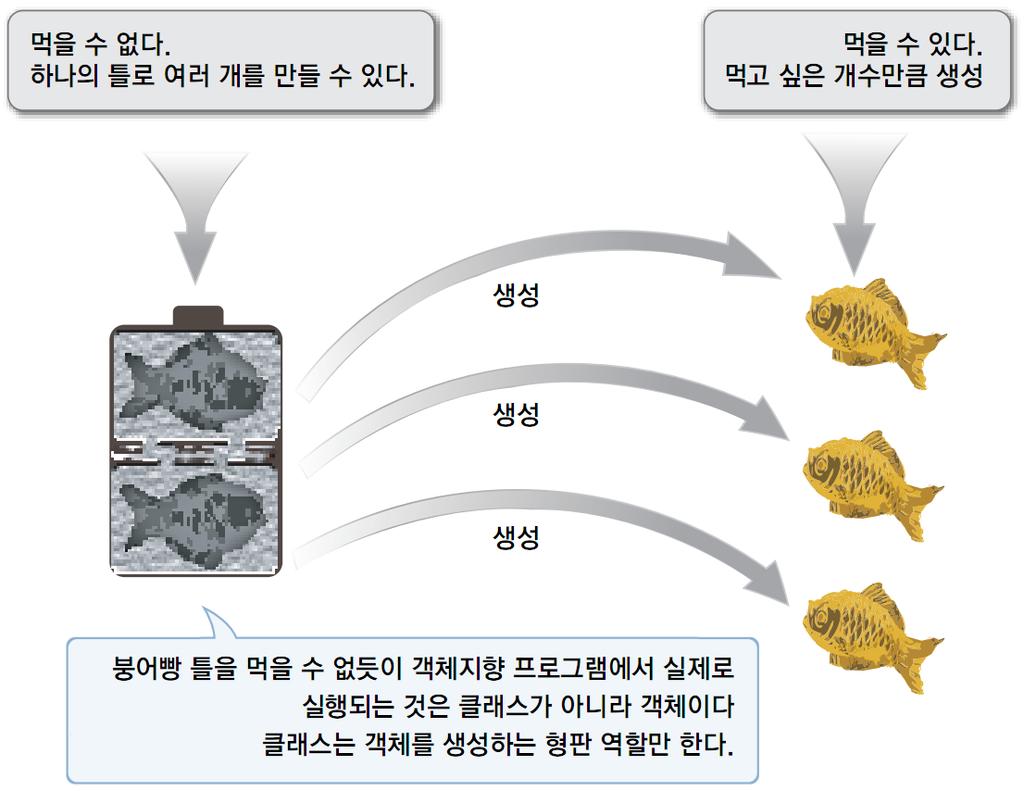 먹을 수 없다.
하나의 틀로 여러 개를 만들 수 있다.
먹을 수 있다.
먹고 싶은 개수만큼 생성
생성
생성
생성
붕어빵 틀을 먹을 수 없듯이 객체지향 프로그램에서 실제로
실행되는 것은 클래스가 아니라 객체이다
클래스는 객체를 생성하는 형판 역할만 한다.